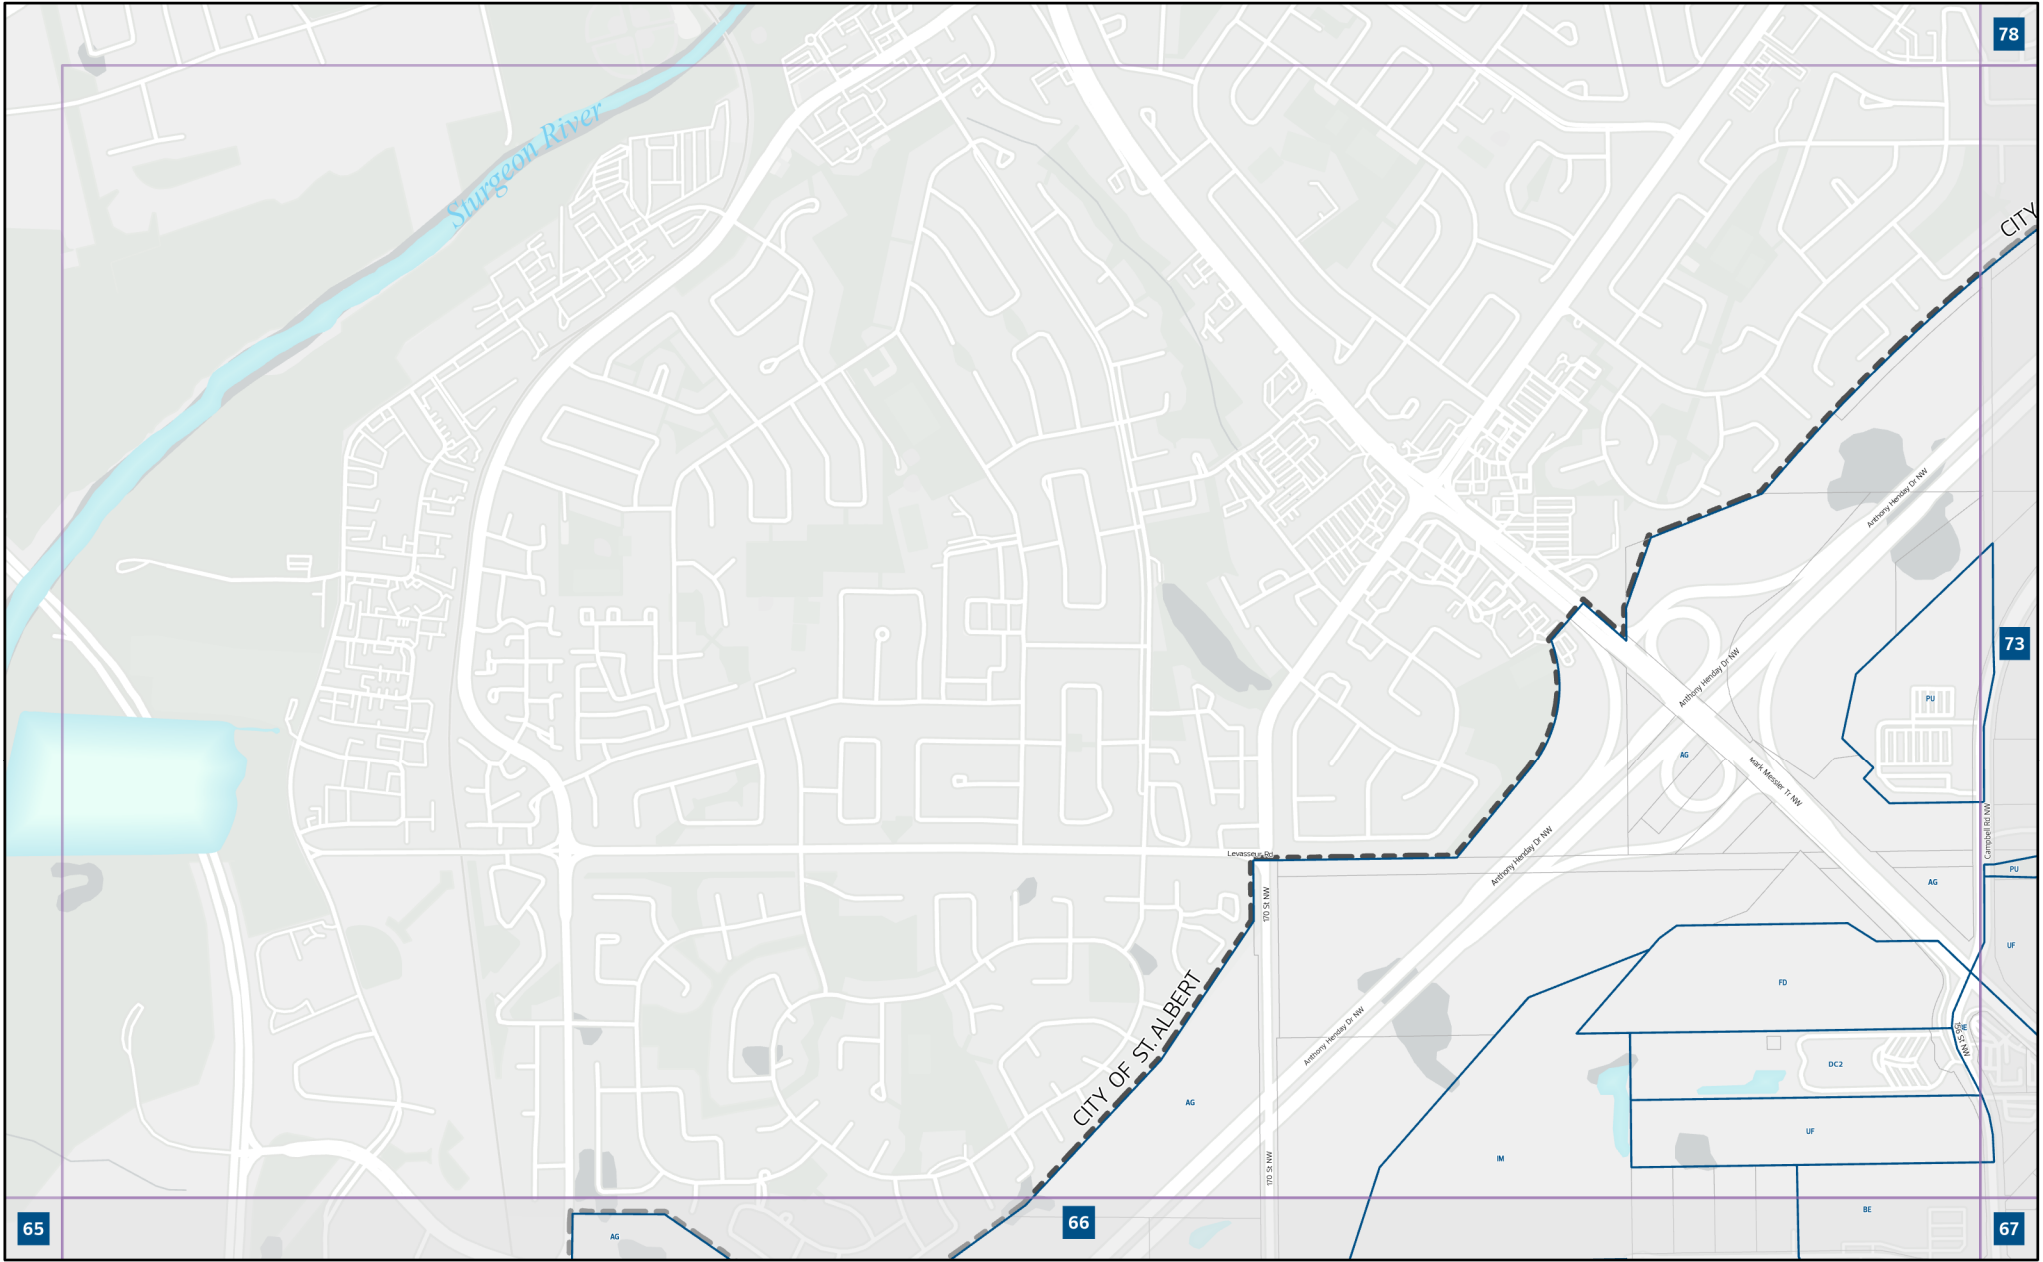 78
Sturgeon River
CITY
Anthony Henday Dr NW
73
Anthony Henday Dr NW
PU
AG
Mark Messier Tr NW
Campbell Rd NW
Anthony Henday Dr NW
Levasseur Rd
170 St NW
PU
AG
UF
FD
CITY OF ST. ALBERT
Anthony Henday Dr NW
St NW
DC2
AG
UF
IM
170 St NW
BE
65
66
67
AG